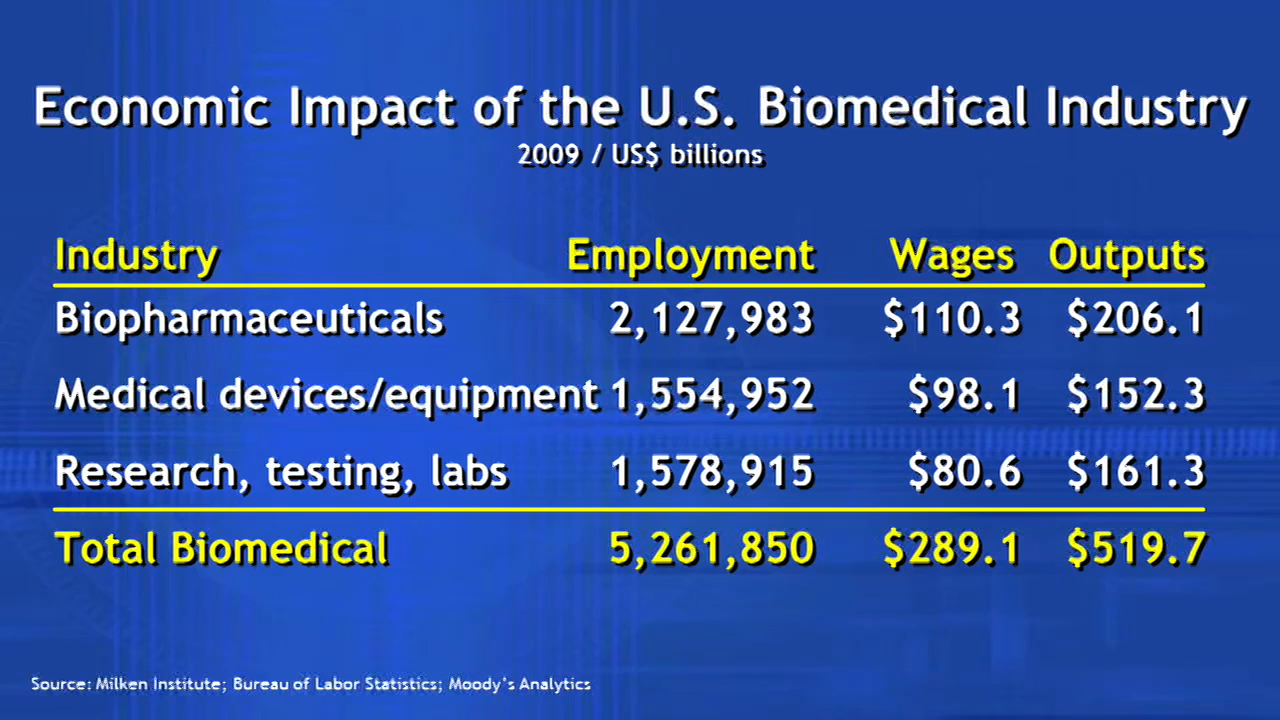 Economic Impact of the U.S. Biomedical Industry
2009 / US$ billions
Industry Employment Wages Outputs
Biopharmaceuticals 2,127,983 $110.3 $206.1
Medical devices/equipment 1,554,952 $98.1 $152.3
Research, testing, labs 1,578,915 $80.6 $161.3
Total Biomedical 5,261,850 $289.1 $519.7
Source: Milken Institute; Bureau of Labor Statistics; Moody's Analytics